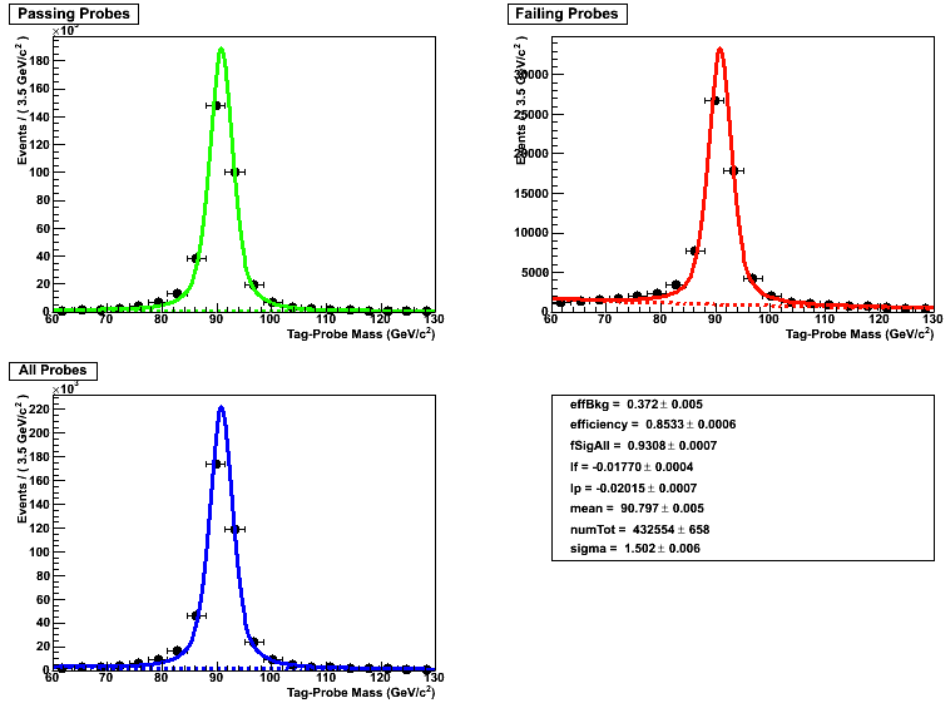 Passing Probes
×10³
Events / ( 3.5 GeV/c² )
180
160
140
120
100
80
60
40
20
0
60 70 80 90 100 110 120 130
Tag-Probe Mass (GeV/c²)
Failing Probes
Events / ( 3.5 GeV/c² )
30000
25000
20000
15000
10000
5000
0
60 70 80 90 100 110 120 130
Tag-Probe Mass (GeV/c²)
All Probes
×10³
Events / ( 3.5 GeV/c² )
220
200
180
160
140
120
100
80
60
40
20
0
60 70 80 90 100 110 120 130
Tag-Probe Mass (GeV/c²)
effBkg = 0.372 ± 0.005
efficiency = 0.8533 ± 0.0006
fSigAll = 0.9308 ± 0.0007
lf = -0.01770 ± 0.0004
lp = -0.02015 ± 0.0007
mean = 90.797 ± 0.005
numTot = 432554 ± 658
sigma = 1.502 ± 0.006